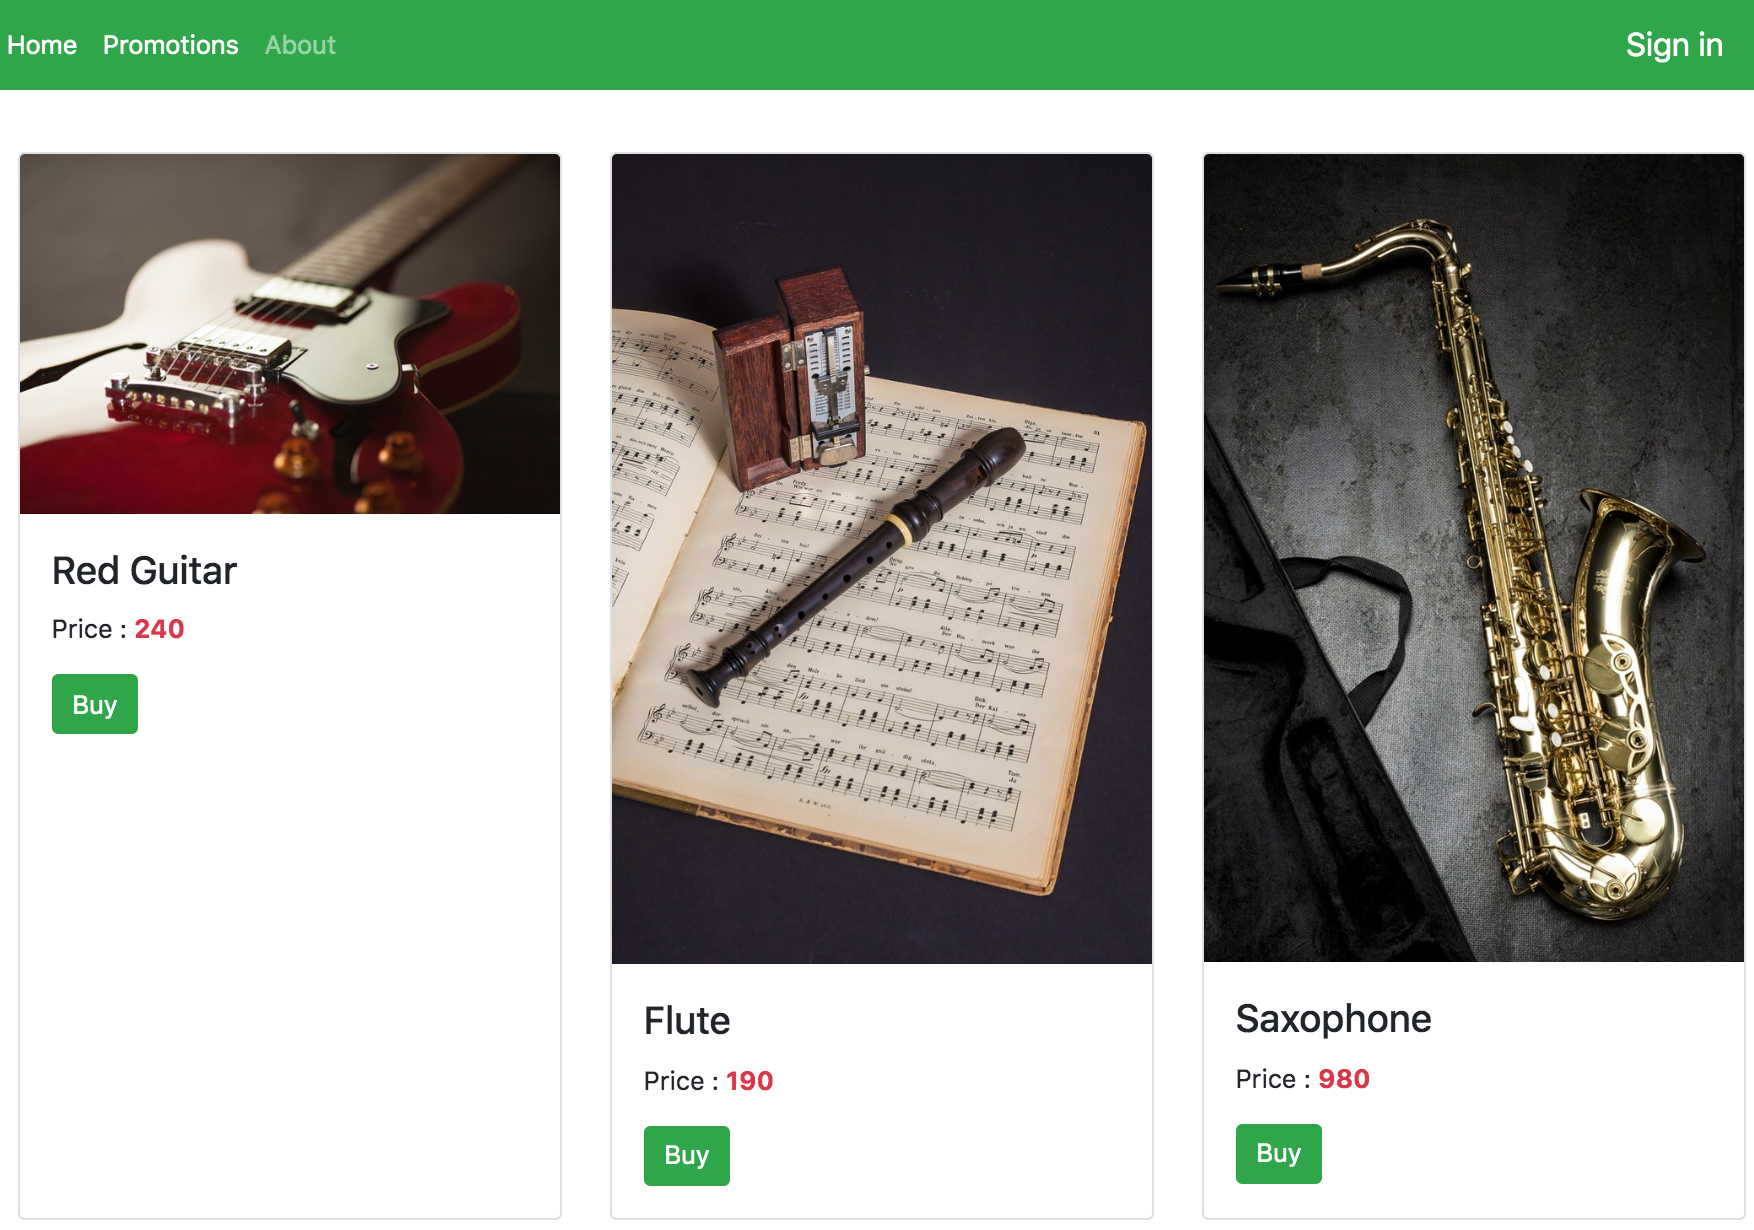 Home Promotions About Sign in
Red Guitar
Price : 240
Buy
Flute
Price : 190
Buy
Saxophone
Price : 980
Buy